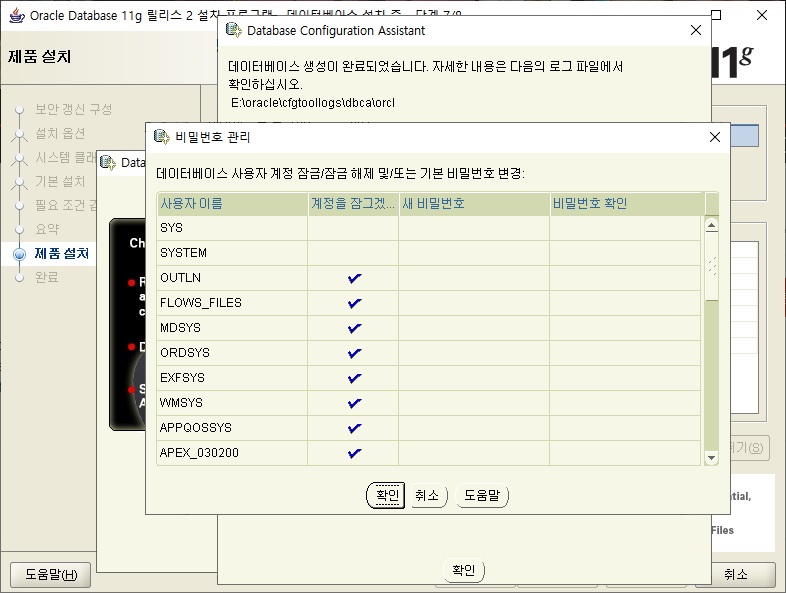 Oracle Database 11g 릴리스 2 설치 프로그램 - 데이터베이스 설치 중 - 단계 7/8
제품 설치
11g
보안 갱신 구성
설치 옵션
시스템 클래
기본 설치
필요 조건 검
요약
제품 설치
완료
도움말(H)
취소
Database Configuration Assistant
데이터베이스 생성이 완료되었습니다. 자세한 내용은 다음의 로그 파일에서
확인하십시오.
E:\oracle\cfgtoollogs\dbca\orcl
Data
Ch
비밀번호 관리
데이터베이스 사용자 계정 잠금/잠금 해제 및/또는 기본 비밀번호 변경:
사용자 이름 계정을 잠그겠... 새 비밀번호 비밀번호 확인
SYS
SYSTEM
OUTLN
FLOWS_FILES
MDSYS
ORDSYS
EXFSYS
WMSYS
APPQOSSYS
APEX_030200
확인 취소 도움말
기(S)
ntial,
Files
확인